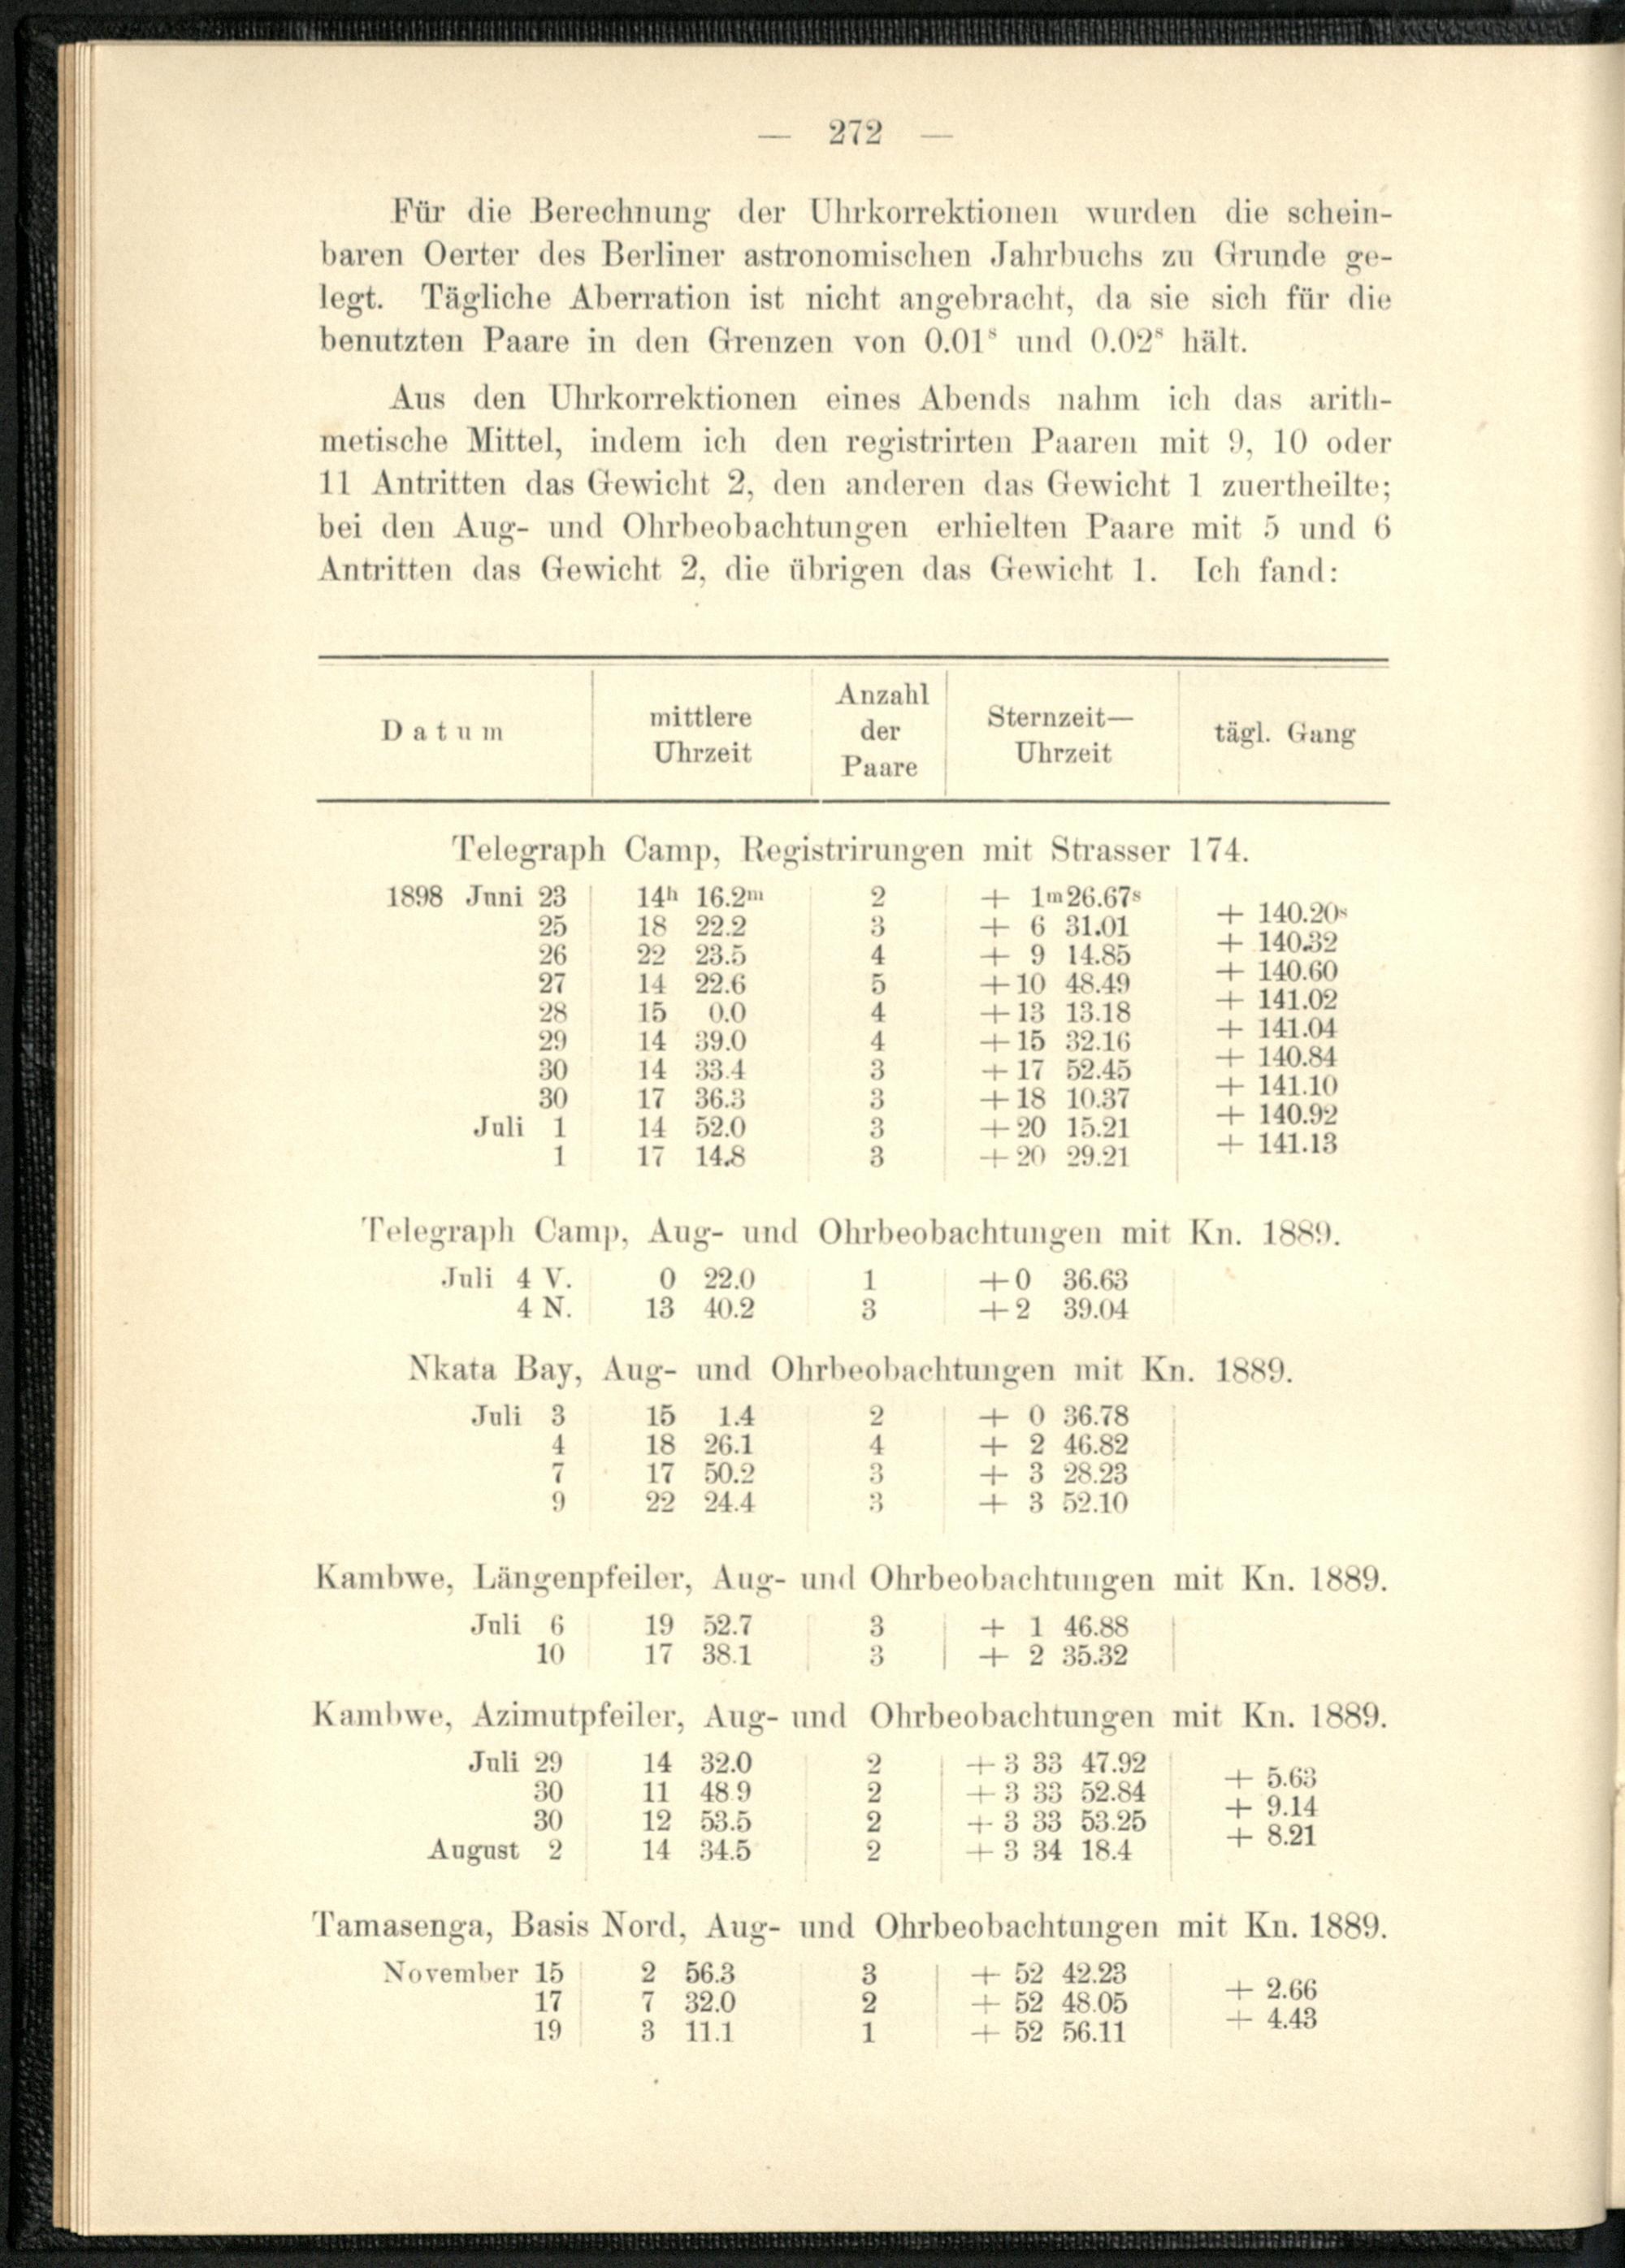 — 272 —
Für die Berechnung der Uhrkorrektionen wurden die schein-
baren Oerter des Berliner astronomischen Jahrbuchs zu Grunde ge-
legt. Tägliche Aberration ist nicht angebracht, da sie sich für die
benutzten Paare in den Grenzen von 0.01ˢ und 0.02ˢ hält.
Aus den Uhrkorrektionen eines Abends nahm ich das arith-
metische Mittel, indem ich den registrirten Paaren mit 9, 10 oder
11 Antritten das Gewicht 2, den anderen das Gewicht 1 zuertheilte;
bei den Aug- und Ohrbeobachtungen erhielten Paare mit 5 und 6
Antritten das Gewicht 2, die übrigen das Gewicht 1. Ich fand:
Datum | mittlere Uhrzeit | Anzahl der Paare | Sternzeit— Uhrzeit | tägl. Gang
Telegraph Camp, Registrirungen mit Strasser 174.
1898 Juni 23 14ʰ 16.2ᵐ 2 + 1ᵐ 26.67ˢ
+ 140.20ˢ
25 18 22.2 3 + 6 31.01
+ 140.32
26 22 23.5 4 + 9 14.85
+ 140.60
27 14 22.6 5 +10 48.49
+ 141.02
28 15 0.0 4 +13 13.18
+ 141.04
29 14 39.0 4 +15 32.16
+ 140.84
30 14 33.4 3 +17 52.45
+ 141.10
30 17 36.3 3 +18 10.37
+ 140.92
Juli 1 14 52.0 3 +20 15.21
+ 141.13
1 17 14.8 3 +20 29.21
Telegraph Camp, Aug- und Ohrbeobachtungen mit Kn. 1889.
Juli 4 V. 0 22.0 1 +0 36.63
4 N. 13 40.2 3 +2 39.04
Nkata Bay, Aug- und Ohrbeobachtungen mit Kn. 1889.
Juli 3 15 1.4 2 + 0 36.78
4 18 26.1 4 + 2 46.82
7 17 50.2 3 + 3 28.23
9 22 24.4 3 + 3 52.10
Kambwe, Längenpfeiler, Aug- und Ohrbeobachtungen mit Kn. 1889.
Juli 6 19 52.7 3 + 1 46.88
10 17 38.1 3 + 2 35.32
Kambwe, Azimutpfeiler, Aug- und Ohrbeobachtungen mit Kn. 1889.
Juli 29 14 32.0 2 +3 33 47.92
+ 5.63
30 11 48.9 2 +3 33 52.84
+ 9.14
30 12 53.5 2 +3 33 53.25
+ 8.21
August 2 14 34.5 2 +3 34 18.4
Tamasenga, Basis Nord, Aug- und Ohrbeobachtungen mit Kn. 1889.
November 15 2 56.3 3 + 52 42.23
+ 2.66
17 7 32.0 2 + 52 48.05
+ 4.43
19 3 11.1 1 + 52 56.11